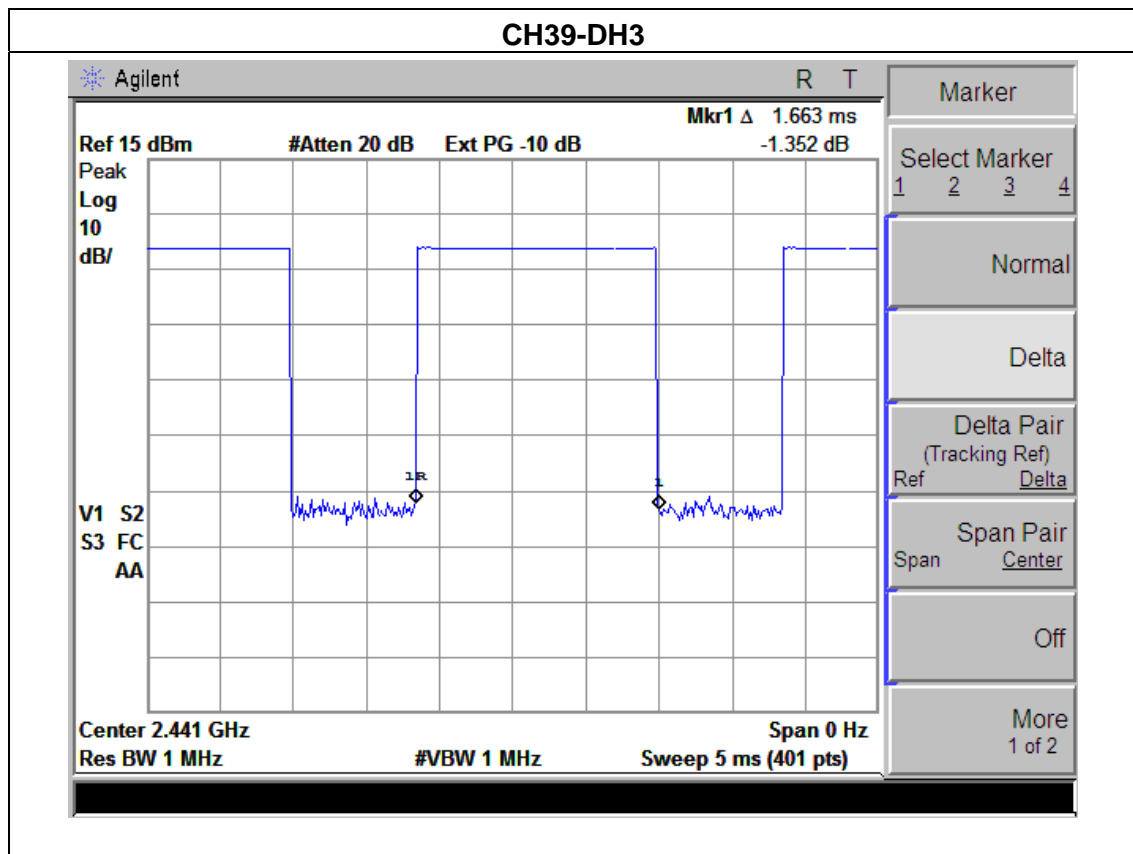 CH39-DH3
Agilent
R T
Mkr1 Δ 1.663 ms
Ref 15 dBm #Atten 20 dB Ext PG -10 dB -1.352 dB
Peak
Log
10
dB/
1R
1
V1 S2
S3 FC
AA
Center 2.441 GHz Span 0 Hz
Res BW 1 MHz #VBW 1 MHz Sweep 5 ms (401 pts)
Marker
Select Marker
1 2 3 4
Normal
Delta
Delta Pair
(Tracking Ref)
Ref Delta
Span Pair
Span Center
Off
More
1 of 2